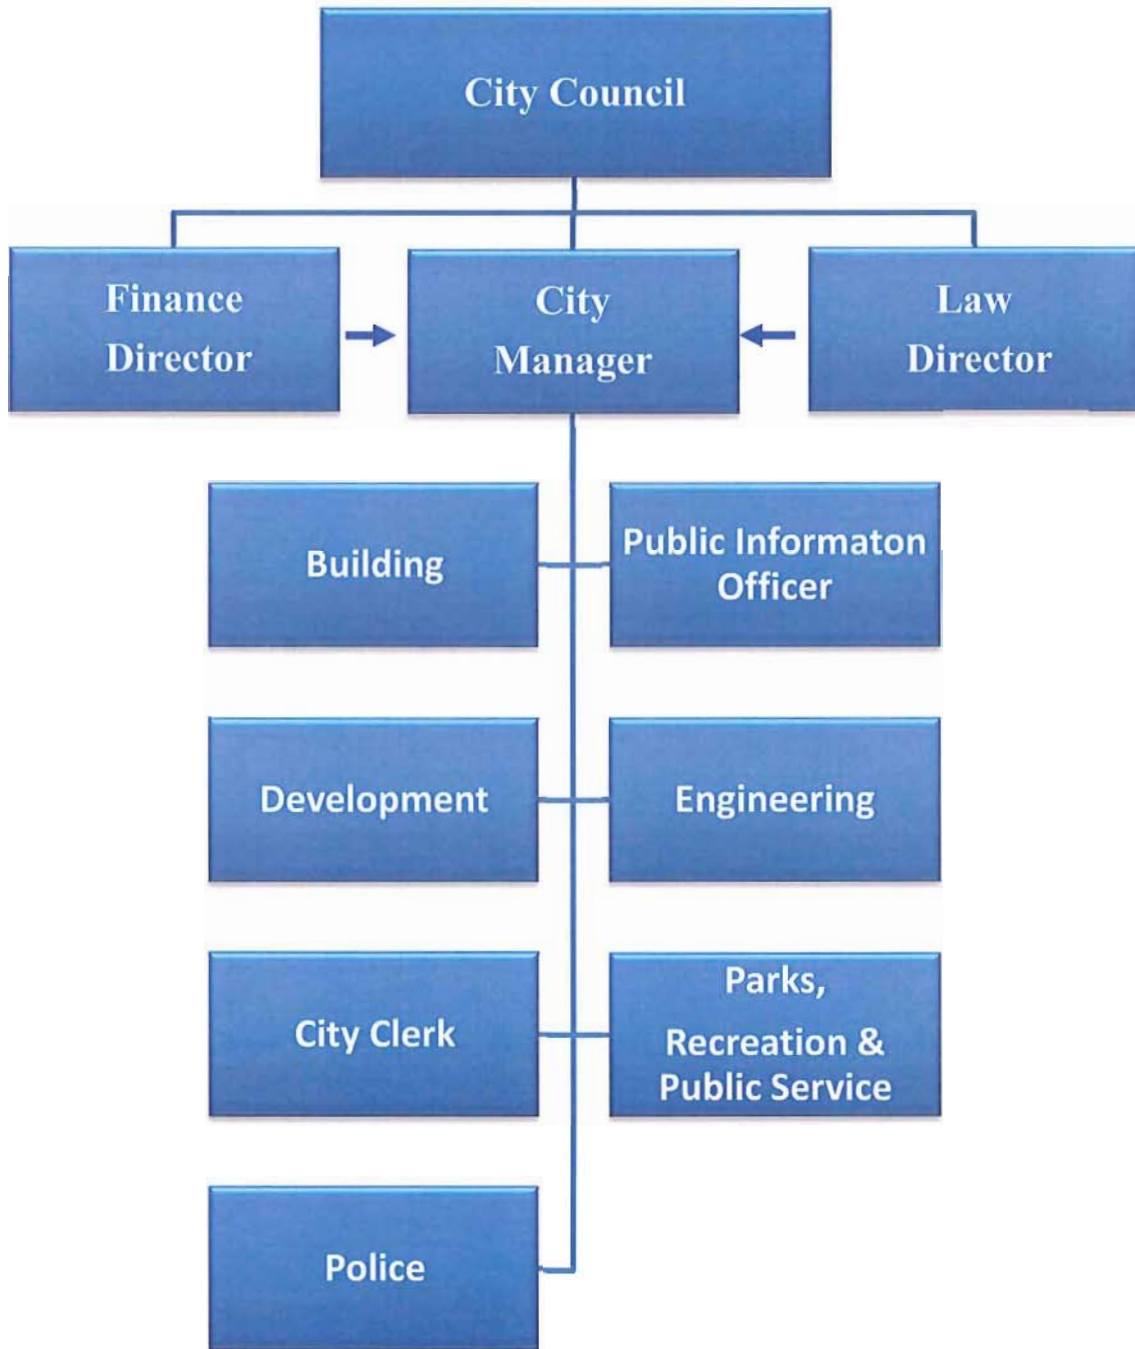 City Council
Finance
Director
City
Manager
Law
Director
Building
Public Informaton
Officer
Development
Engineering
City Clerk
Parks,
Recreation &
Public Service
Police